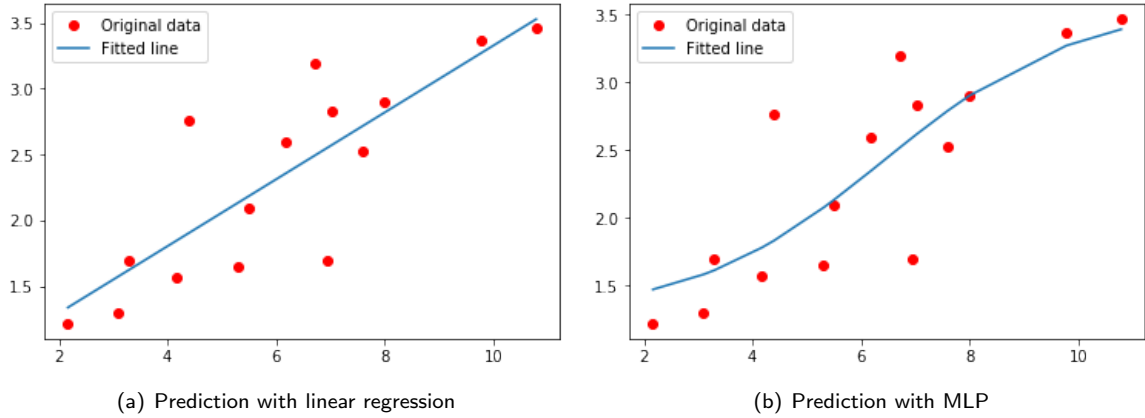 Original data
Fitted line
3.5
3.0
2.5
2.0
1.5
2 4 6 8 10
(a) Prediction with linear regression
Original data
Fitted line
3.5
3.0
2.5
2.0
1.5
2 4 6 8 10
(b) Prediction with MLP